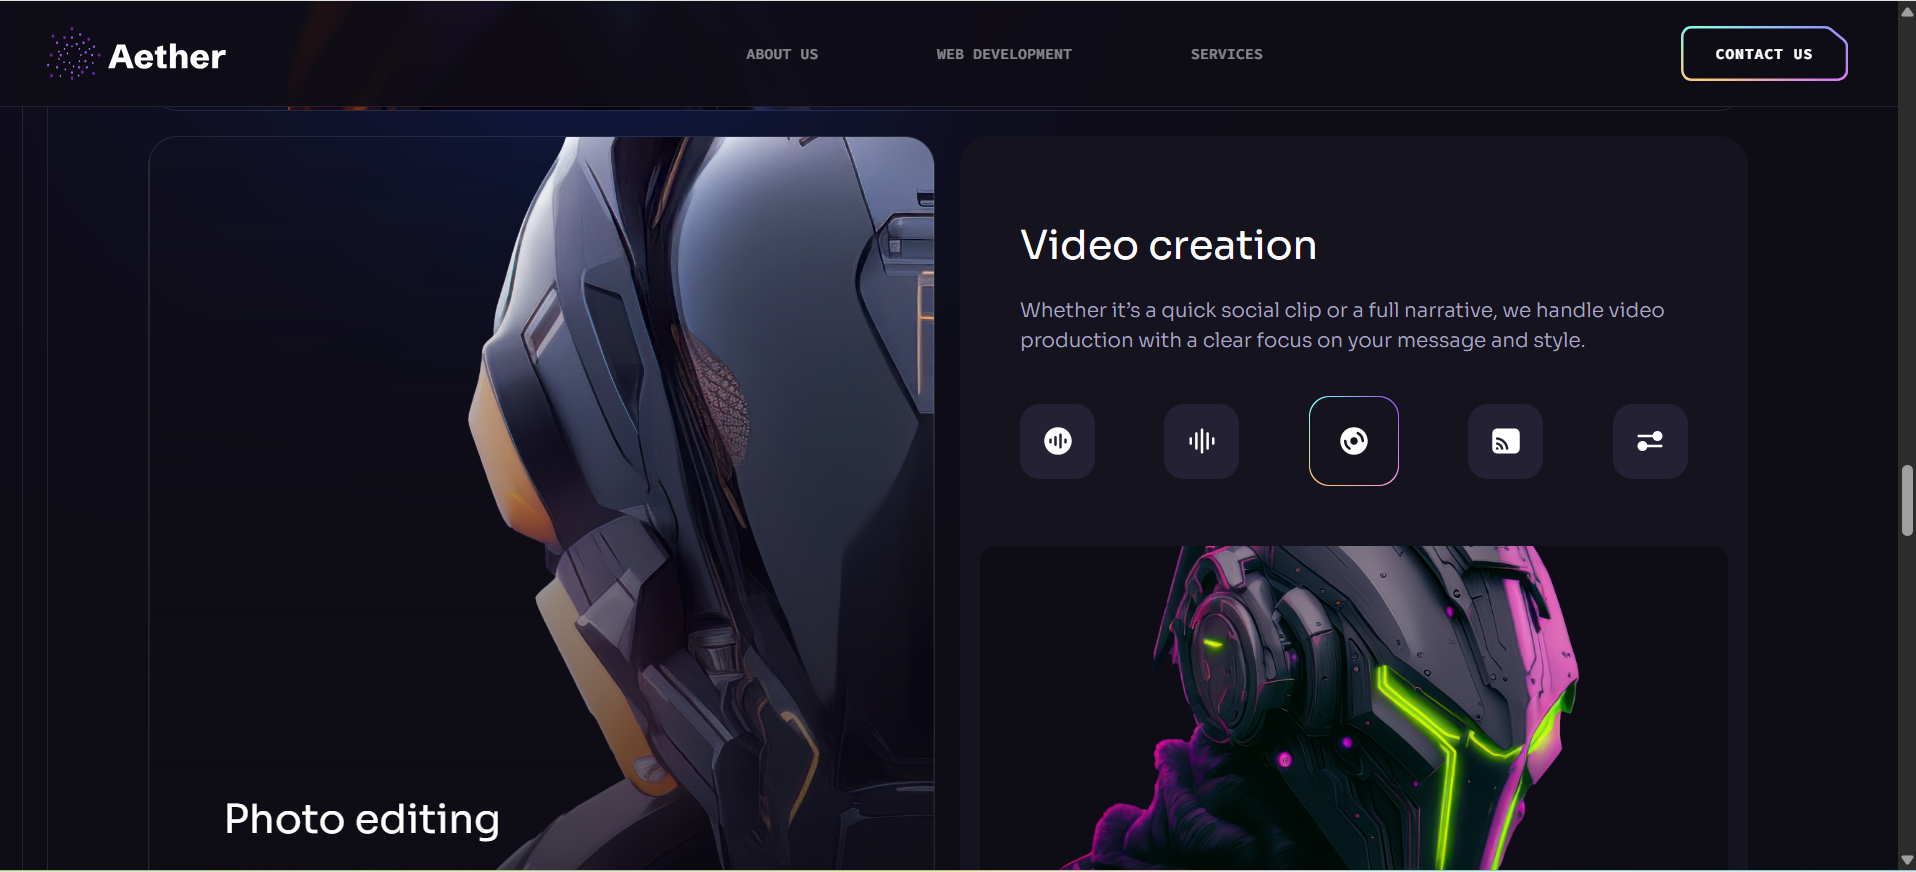 Aether
ABOUT US
WEB DEVELOPMENT
SERVICES
CONTACT US
Video creation
Whether it’s a quick social clip or a full narrative, we handle video
production with a clear focus on your message and style.
Photo editing